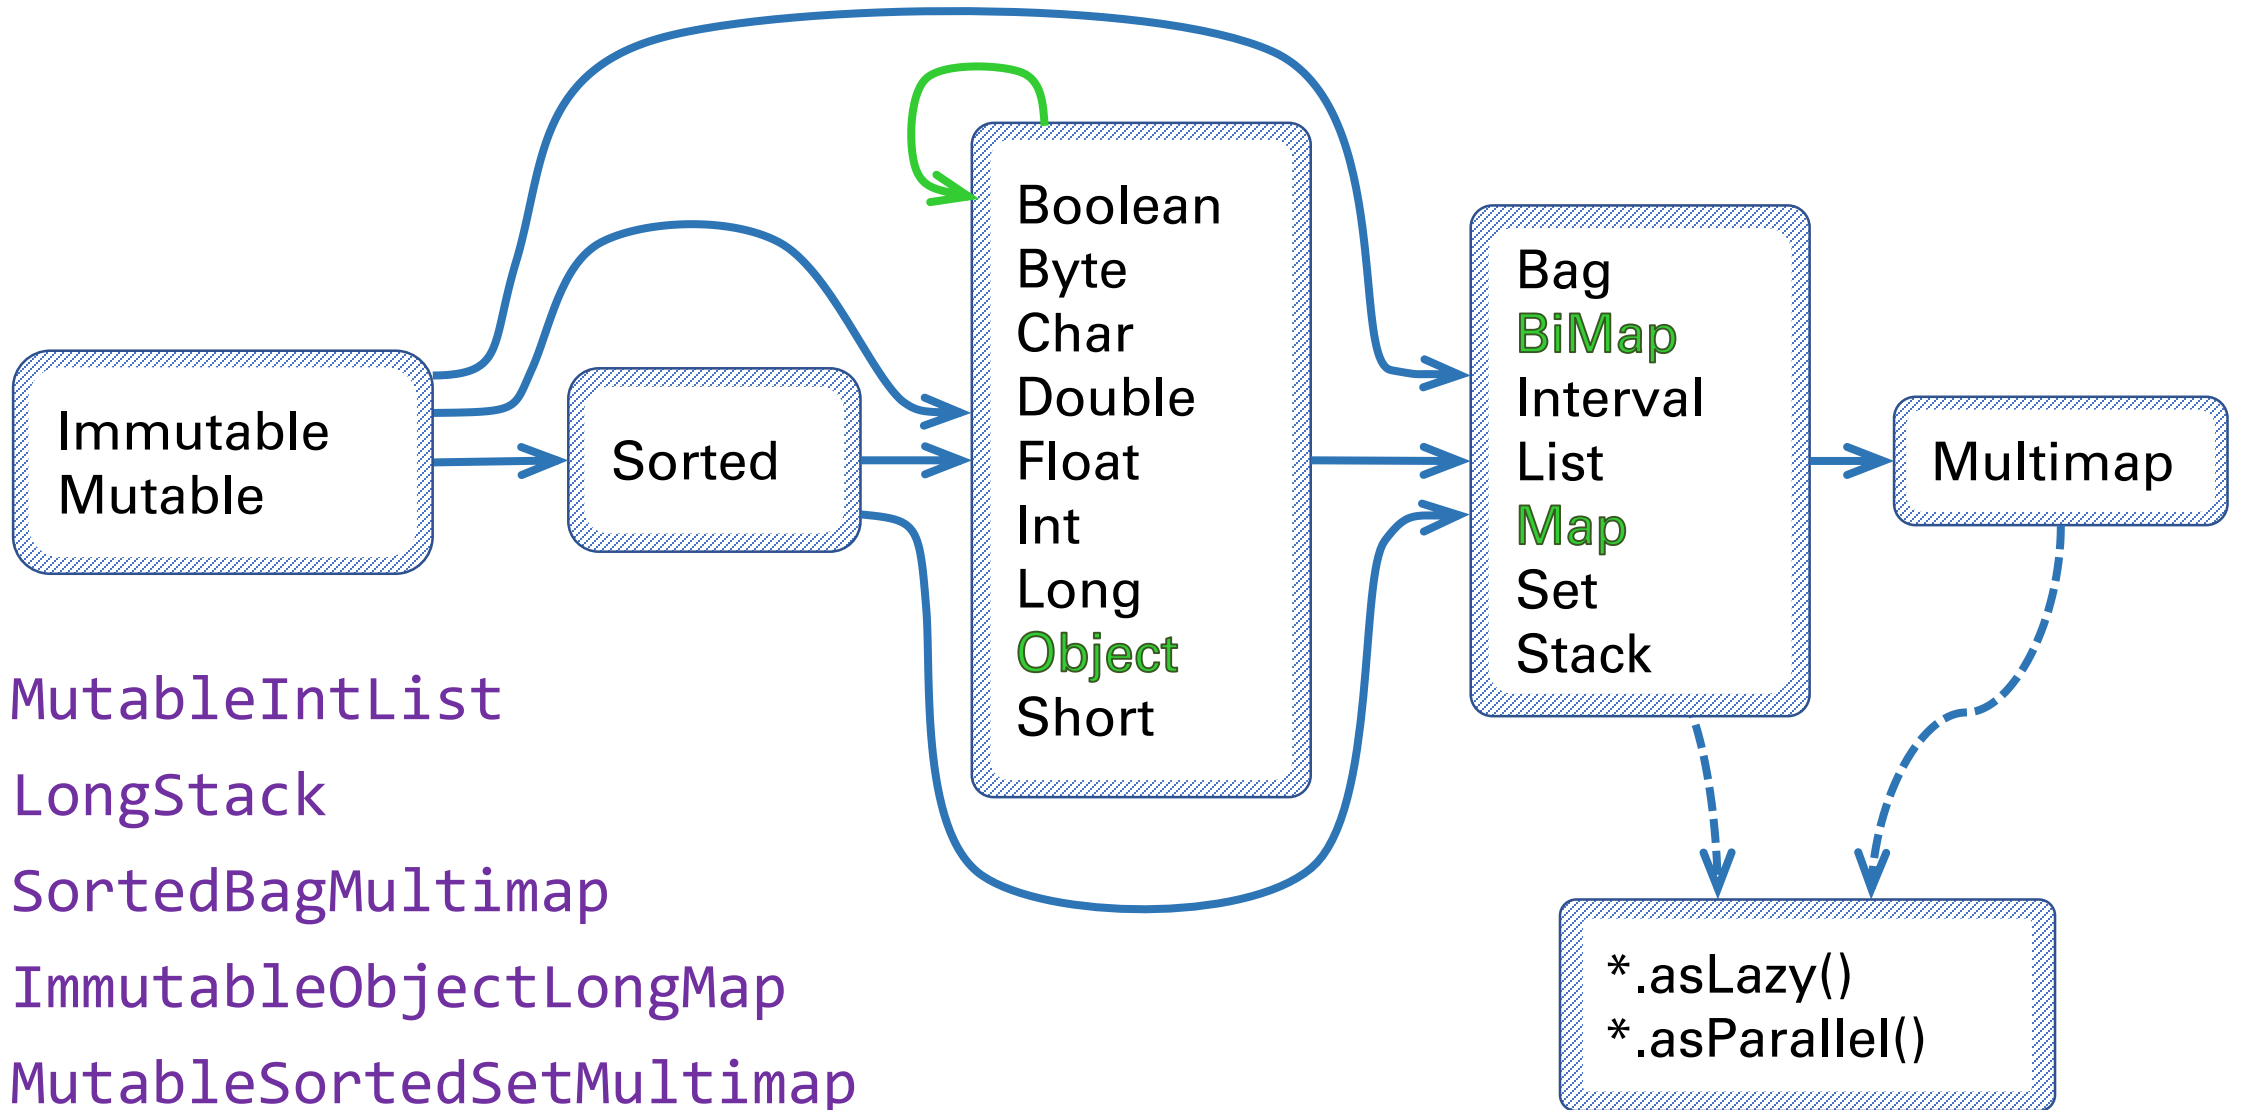 Immutable
Mutable
Sorted
Boolean
Byte
Char
Double
Float
Int
Long
Object
Short
Bag
BiMap
Interval
List
Map
Set
Stack
Multimap
*.asLazy()
*.asParallel()
MutableIntList
LongStack
SortedBagMultimap
ImmutableObjectLongMap
MutableSortedSetMultimap